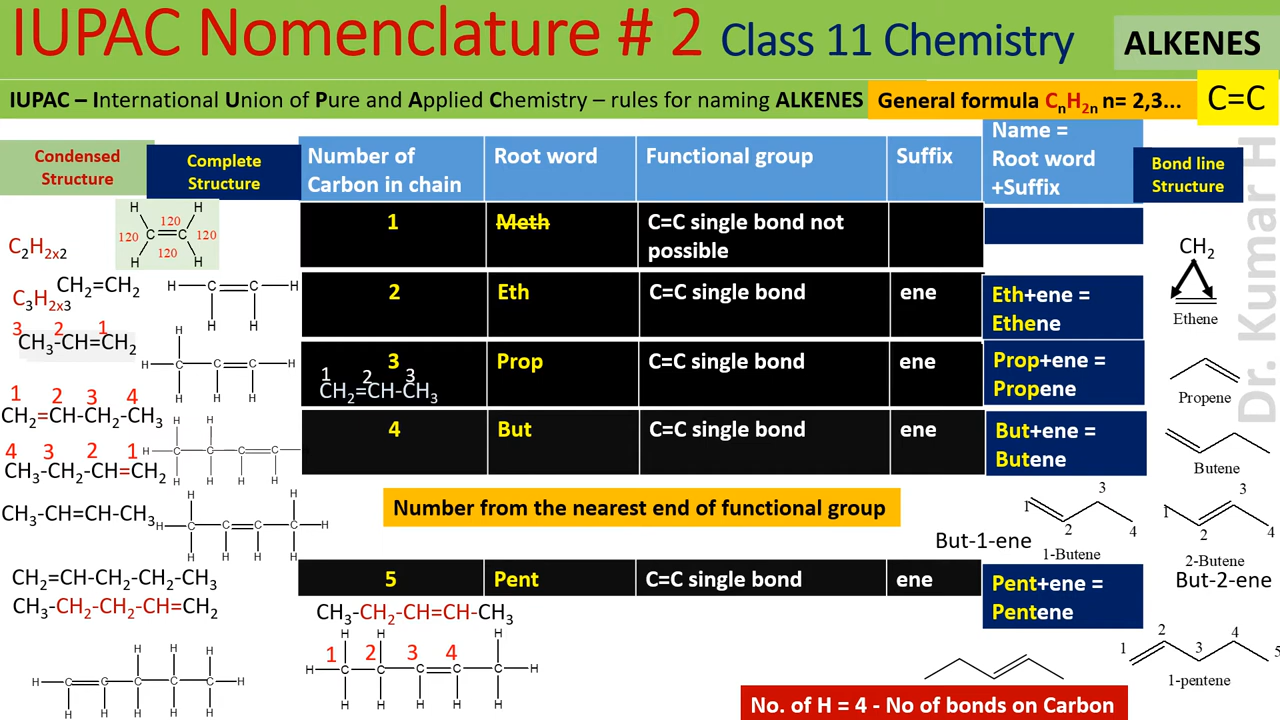 IUPAC Nomenclature # 2 Class 11 Chemistry
ALKENES
IUPAC – International Union of Pure and Applied Chemistry – rules for naming ALKENES
General formula CnH2n n= 2,3...
C=C
Condensed
Structure
Complete
Structure
Number of
Carbon in chain
Root word
Functional group
Suffix
Name =
Root word
+Suffix
Bond line
Structure
1
Meth
C=C single bond not
possible
H H
120
120 C=C 120
120
H H
C2H2x2
CH2=CH2
H C=C H
H H
2
Eth
C=C single bond
ene
Eth+ene =
Ethene
CH2
Ethene
C3H2x3
3 2 1
CH3-CH=CH2
H
H C C=C H
H H H
3
Prop
C=C single bond
ene
Prop+ene =
Propene
1 2 3
CH2=CH-CH3
Propene
1 2 3 4
CH2=CH-CH2-CH3
4 3 2 1
CH3-CH2-CH=CH2
H H
H C C C=C
H H H H
4
But
C=C single bond
ene
But+ene =
Butene
Butene
CH3-CH=CH-CH3
H H
H C C=C C H
H H H H
Number from the nearest end of functional group
1 2 3 4
But-1-ene
1-Butene
1 2 3 4
2-Butene
But-2-ene
CH2=CH-CH2-CH2-CH3
CH3-CH2-CH2-CH=CH2
5
Pent
C=C single bond
ene
Pent+ene =
Pentene
CH3-CH2-CH=CH-CH3
H H H
1 2 3 4
H C C C=C C H
H H H H H
H H H
H C=C C C C H
H H H H H
1 2 3 4 5
1-pentene
No. of H = 4 - No of bonds on Carbon
Dr. Kumar H